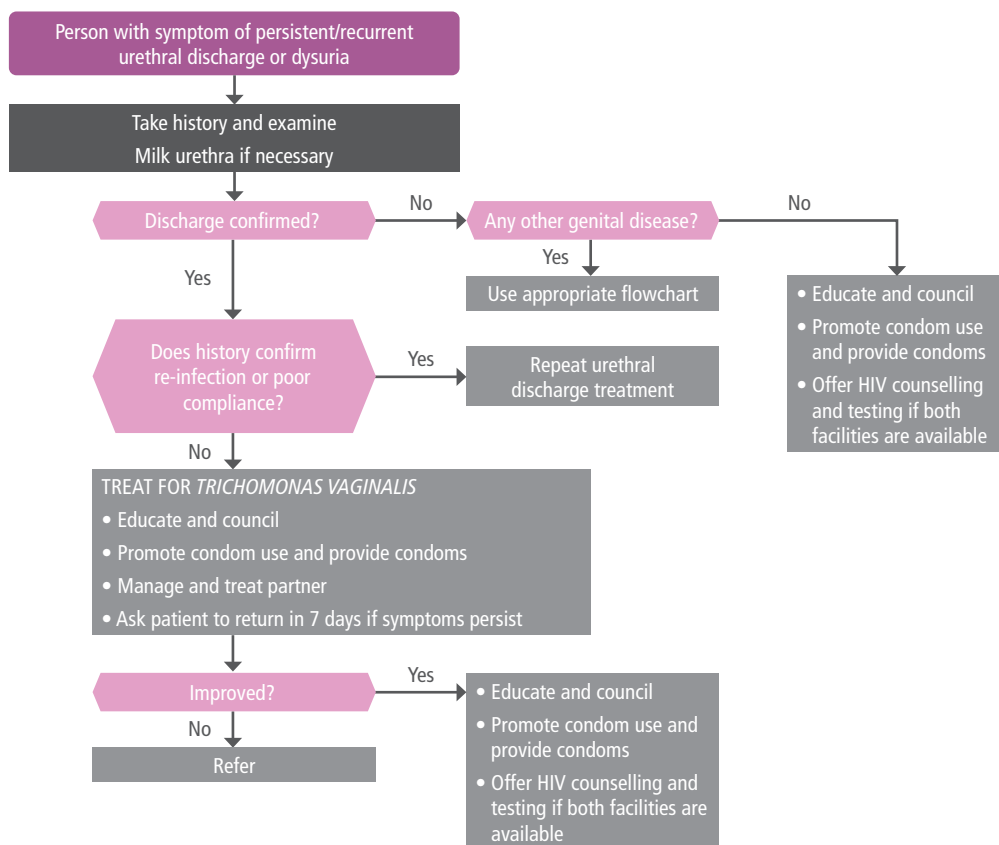 Person with symptom of persistent/recurrent
urethral discharge or dysuria
Take history and examine
Milk urethra if necessary
Discharge confirmed?
No
Any other genital disease?
No
Yes
Yes
Use appropriate flowchart
• Educate and council
• Promote condom use
and provide condoms
• Offer HIV counselling
and testing if both
facilities are available
Does history confirm
re-infection or poor
compliance?
Yes
Repeat urethral
discharge treatment
No
TREAT FOR TRICHOMONAS VAGINALIS
• Educate and council
• Promote condom use and provide condoms
• Manage and treat partner
• Ask patient to return in 7 days if symptoms persist
Improved?
Yes
• Educate and council
• Promote condom use and
provide condoms
• Offer HIV counselling and
testing if both facilities are
available
No
Refer